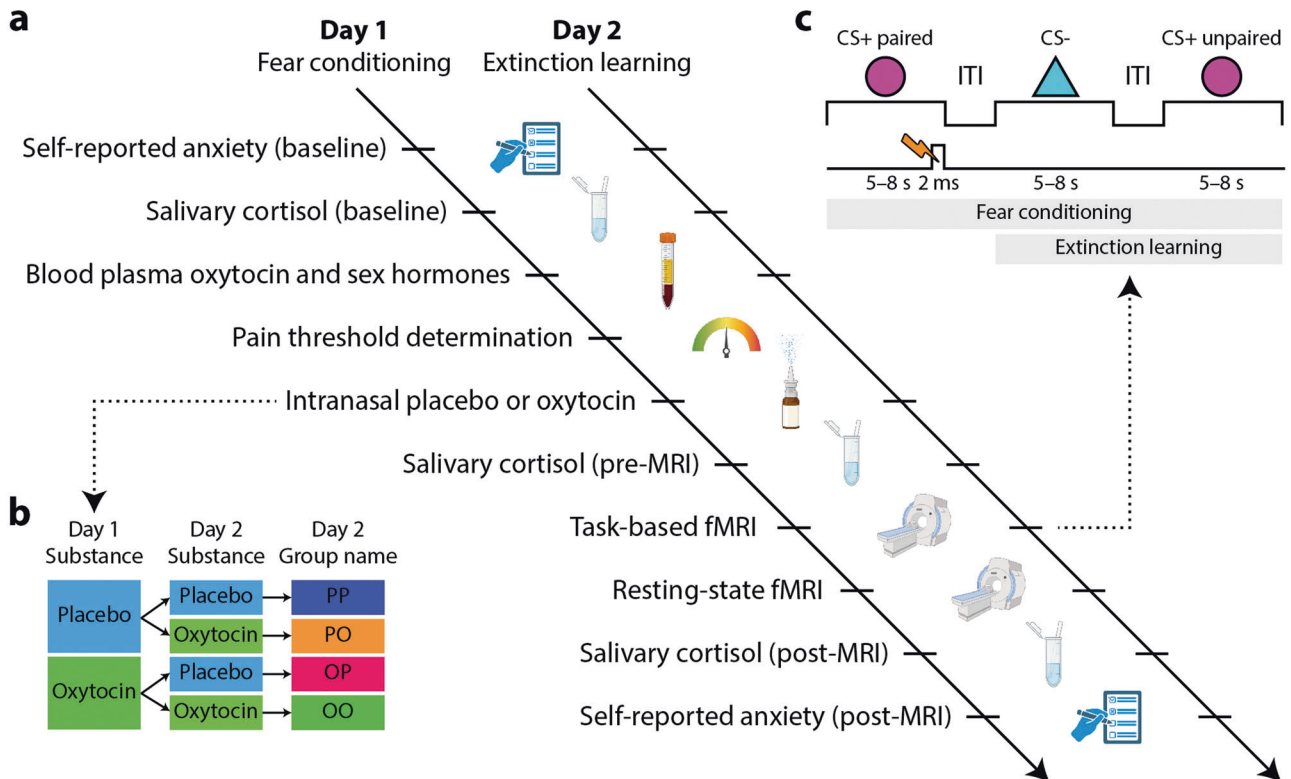 a
Day 1
Fear conditioning
Day 2
Extinction learning
Self-reported anxiety (baseline)
Salivary cortisol (baseline)
Blood plasma oxytocin and sex hormones
Pain threshold determination
Intranasal placebo or oxytocin
Salivary cortisol (pre-MRI)
Task-based fMRI
Resting-state fMRI
Salivary cortisol (post-MRI)
Self-reported anxiety (post-MRI)
b
Day 1
Substance
Day 2
Substance
Day 2
Group name
Placebo
Placebo
PP
Oxytocin
PO
Oxytocin
Placebo
OP
Oxytocin
OO
c
CS+ paired
ITI
CS-
ITI
CS+ unpaired
5–8 s
2 ms
5–8 s
5–8 s
Fear conditioning
Extinction learning